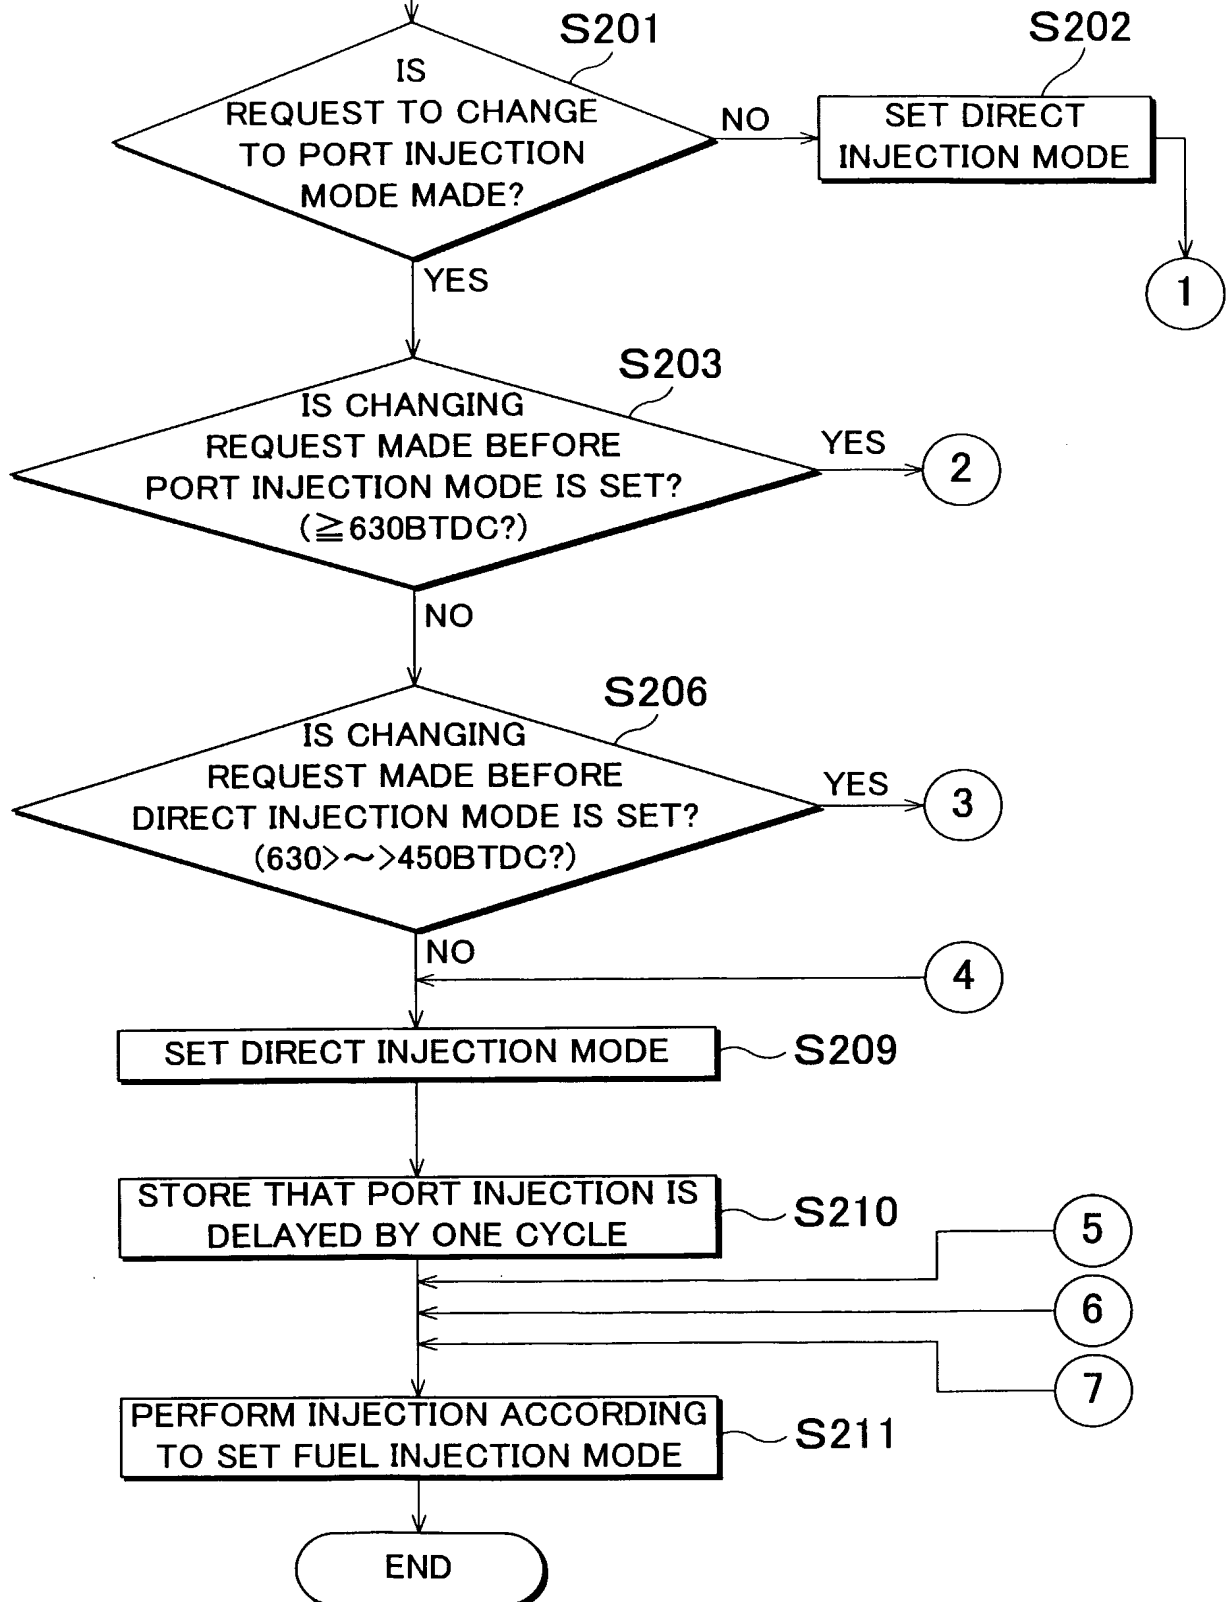 S201
IS
REQUEST TO CHANGE
TO PORT INJECTION
MODE MADE?
NO
S202
SET DIRECT
INJECTION MODE
1
YES
S203
IS CHANGING
REQUEST MADE BEFORE
PORT INJECTION MODE IS SET?
(≧630BTDC?)
YES
2
NO
S206
IS CHANGING
REQUEST MADE BEFORE
DIRECT INJECTION MODE IS SET?
(630>～>450BTDC?)
YES
3
NO
4
SET DIRECT INJECTION MODE
S209
STORE THAT PORT INJECTION IS
DELAYED BY ONE CYCLE
S210
5
6
7
PERFORM INJECTION ACCORDING
TO SET FUEL INJECTION MODE
S211
END